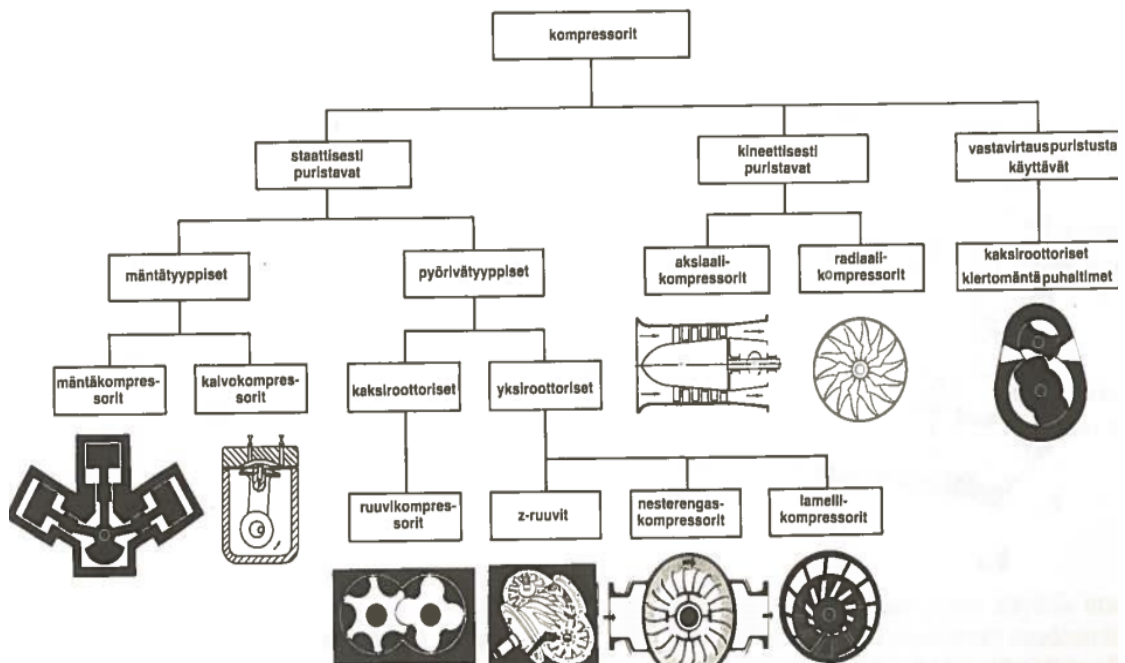 kompressorit
staattisesti
puristavat
kineettisesti
puristavat
vastavirtauspuristusta
käyttävät
mäntätyyppiset
pyörivätyyppiset
aksiaali-
kompressorit
radiaali-
kompressorit
kaksiroottoriset
kiertomäntäpuhaltimet
mäntäkompres-
sorit
kalvokompres-
sorit
kaksiroottoriset
yksiroottoriset
ruuvikompres-
sorit
z-ruuvit
nesterengas-
kompressorit
lamelli-
kompressorit